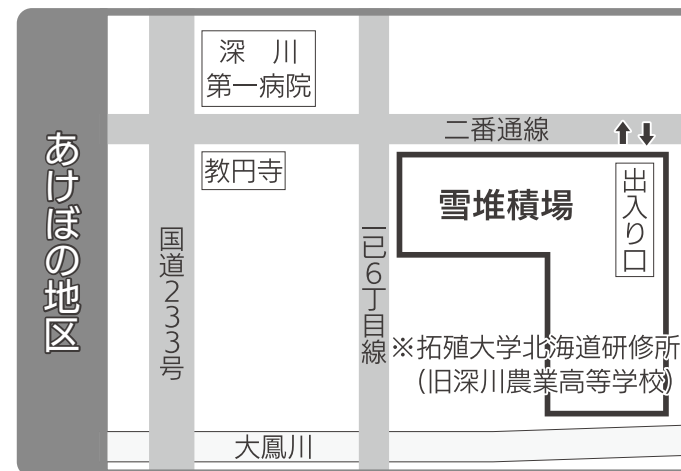 あけぼの地区
深 川
第一病院
二番通線
教円寺
雪堆積場
出入り口
国道233号
一已6丁目線
※拓殖大学北海道研修所
(旧深川農業高等学校)
大鳳川